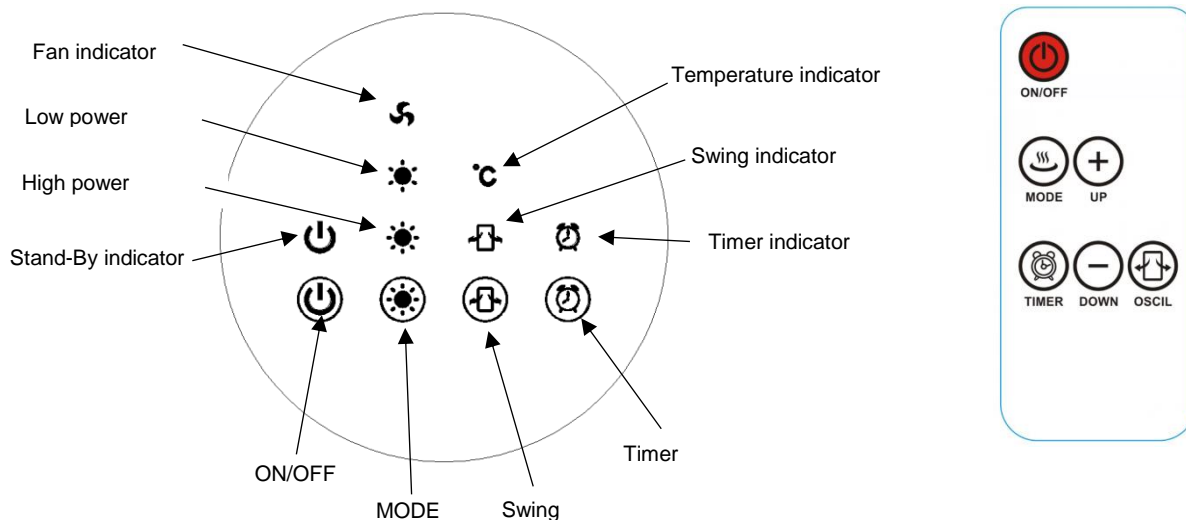 Fan indicator
Low power
High power
Stand-By indicator
Temperature indicator
Swing indicator
Timer indicator
°C
ON/OFF
MODE
Swing
Timer
ON/OFF
MODE UP
TIMER DOWN OSCIL